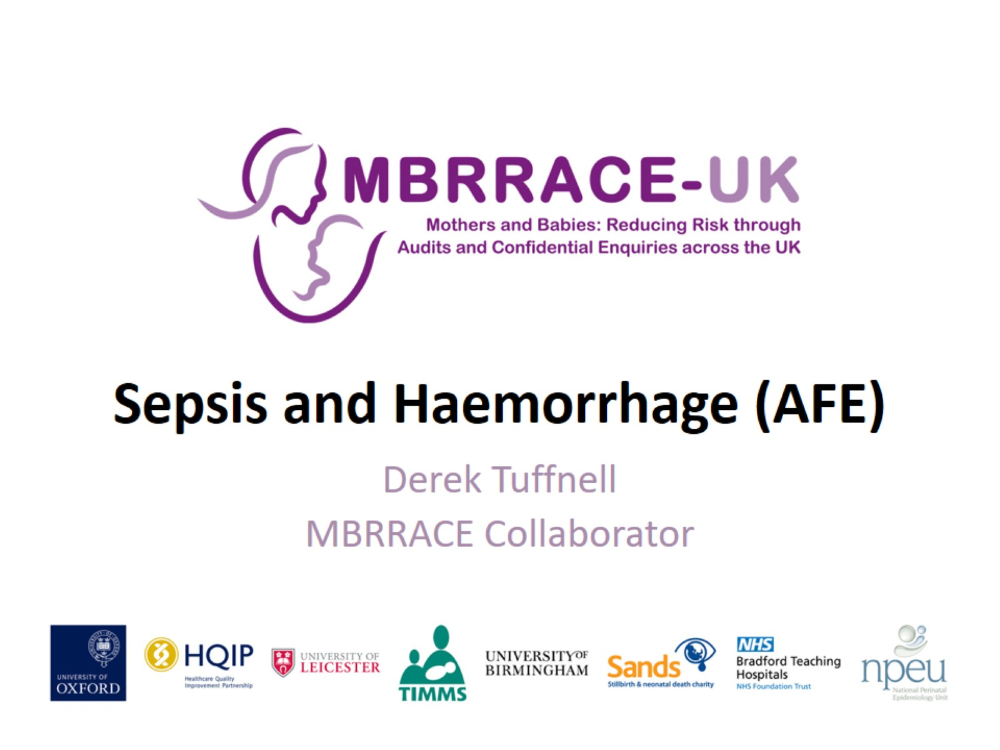 MBRRACE-UK
Mothers and Babies: Reducing Risk through
Audits and Confidential Enquiries across the UK
Sepsis and Haemorrhage (AFE)
Derek Tuffnell
MBRRACE Collaborator
UNIVERSITY OF
OXFORD
HQIP
Healthcare Quality
Improvement Partnership
UNIVERSITY OF
LEICESTER
TIMMS
UNIVERSITY OF
BIRMINGHAM
Sands
Stillbirth & neonatal death charity
NHS
Bradford Teaching
Hospitals
NHS Foundation Trust
npeu
National Perinatal
Epidemiology Unit